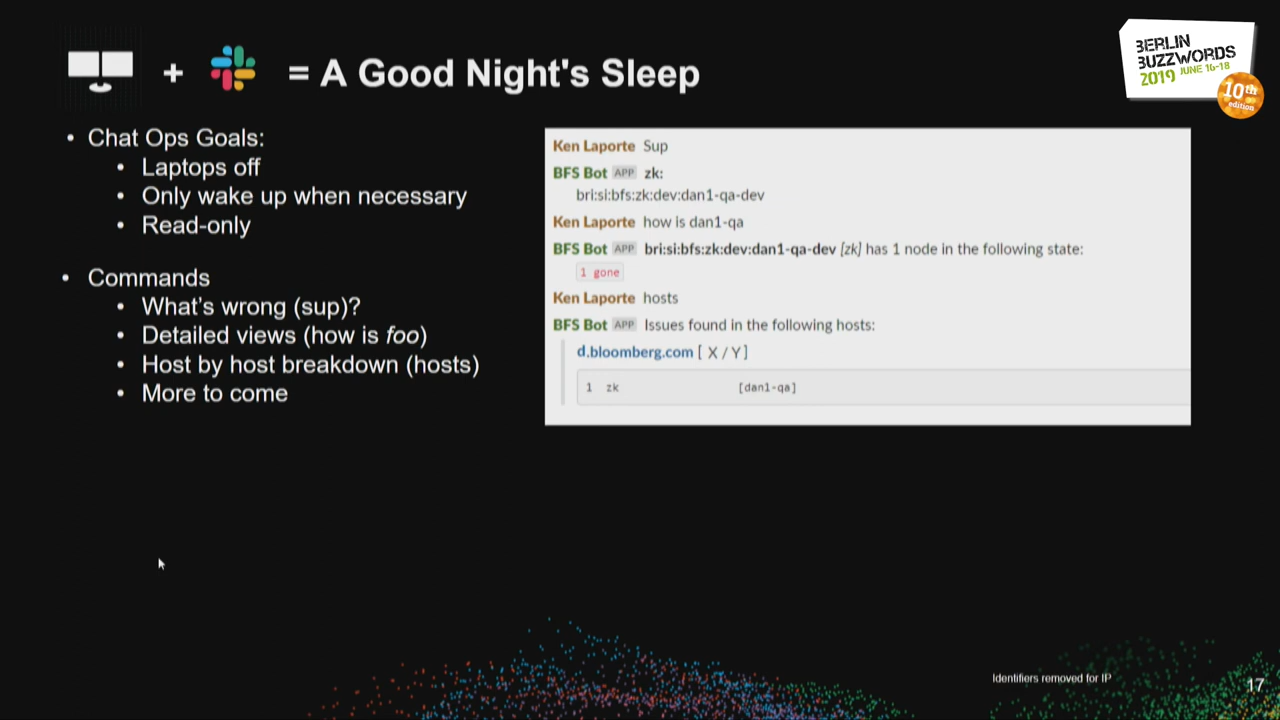 + = A Good Night's Sleep
BERLIN
BUZZWORDS
2019 JUNE 16-18
10th
edition
• Chat Ops Goals:
• Laptops off
• Only wake up when necessary
• Read-only
• Commands
• What's wrong (sup)?
• Detailed views (how is foo)
• Host by host breakdown (hosts)
• More to come
Ken Laporte Sup
BFS Bot APP zk:
bri:si:bfs:zk:dev:dan1-qa-dev
Ken Laporte how is dan1-qa
BFS Bot APP bri:si:bfs:zk:dev:dan1-qa-dev [zk] has 1 node in the following state:
1 gone
Ken Laporte hosts
BFS Bot APP Issues found in the following hosts:
d.bloomberg.com [ X / Y ]
1 zk [dan1-qa]
Identifiers removed for IP
17